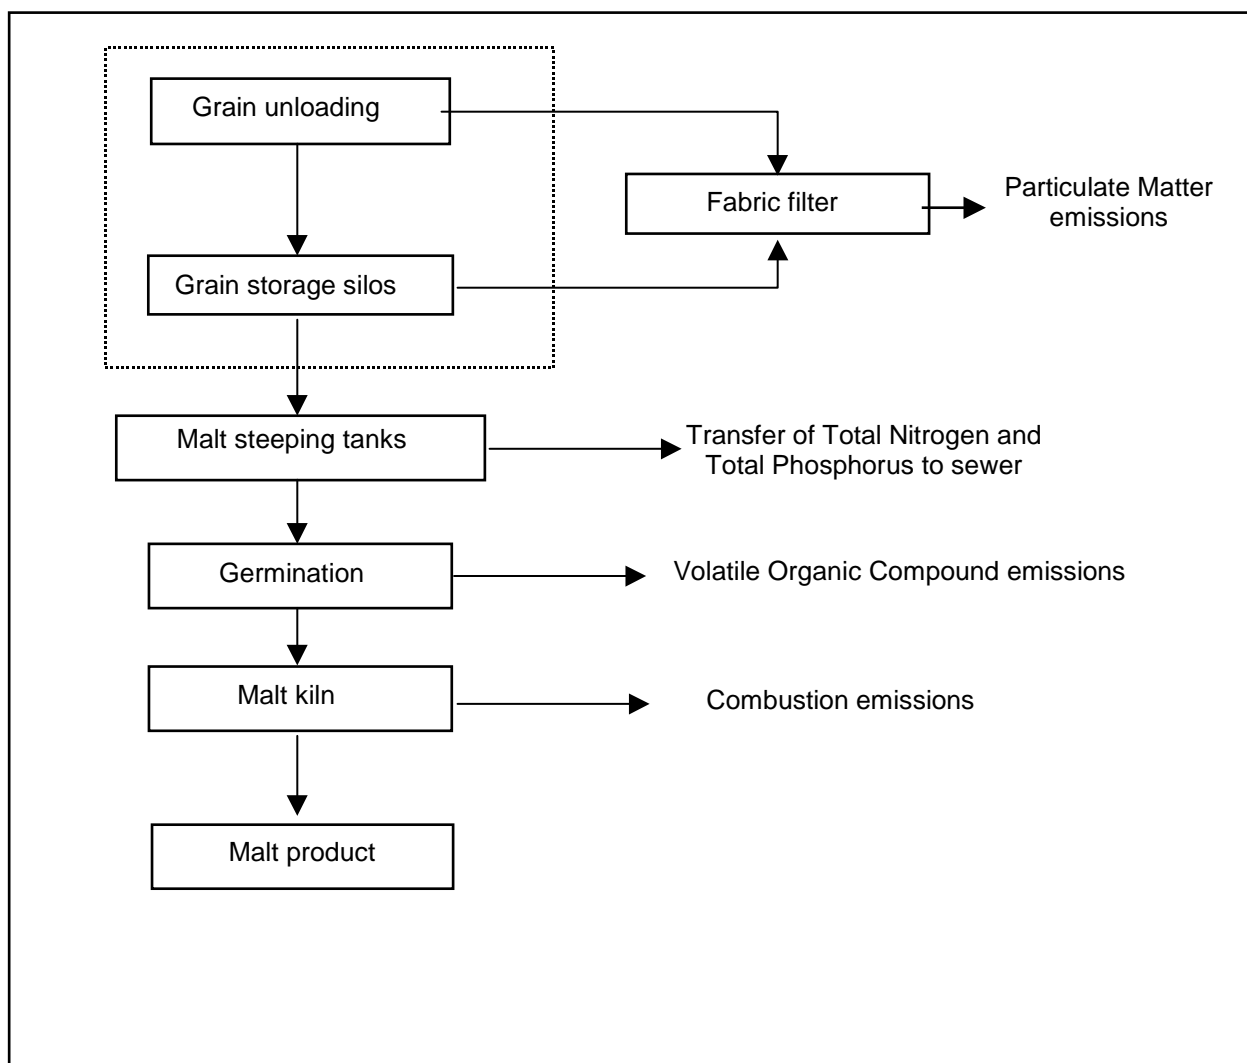 Grain unloading
Fabric filter
Particulate Matter
emissions
Grain storage silos
Malt steeping tanks
Transfer of Total Nitrogen and
Total Phosphorus to sewer
Germination
Volatile Organic Compound emissions
Malt kiln
Combustion emissions
Malt product